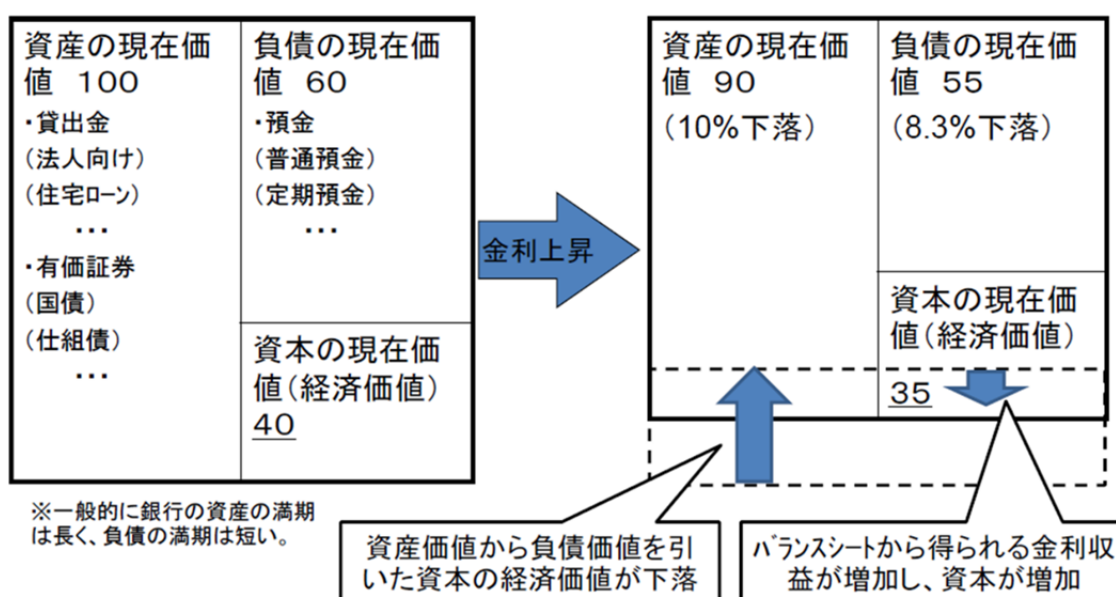 資産の現在価
値 100
・貸出金
(法人向け)
(住宅ローン)
…
・有価証券
(国債)
(仕組債)
…
負債の現在価
値 60
・預金
(普通預金)
(定期預金)
…
資本の現在価
値(経済価値)
40
※一般的に銀行の資産の満期
は長く、負債の満期は短い。
金利上昇
資産の現在価
値 90
(10%下落)
負債の現在価
値 55
(8.3%下落)
資本の現在価
値(経済価値)
35
資産価値から負債価値を引
いた資本の経済価値が下落
バランスシートから得られる金利収
益が増加し、資本が増加